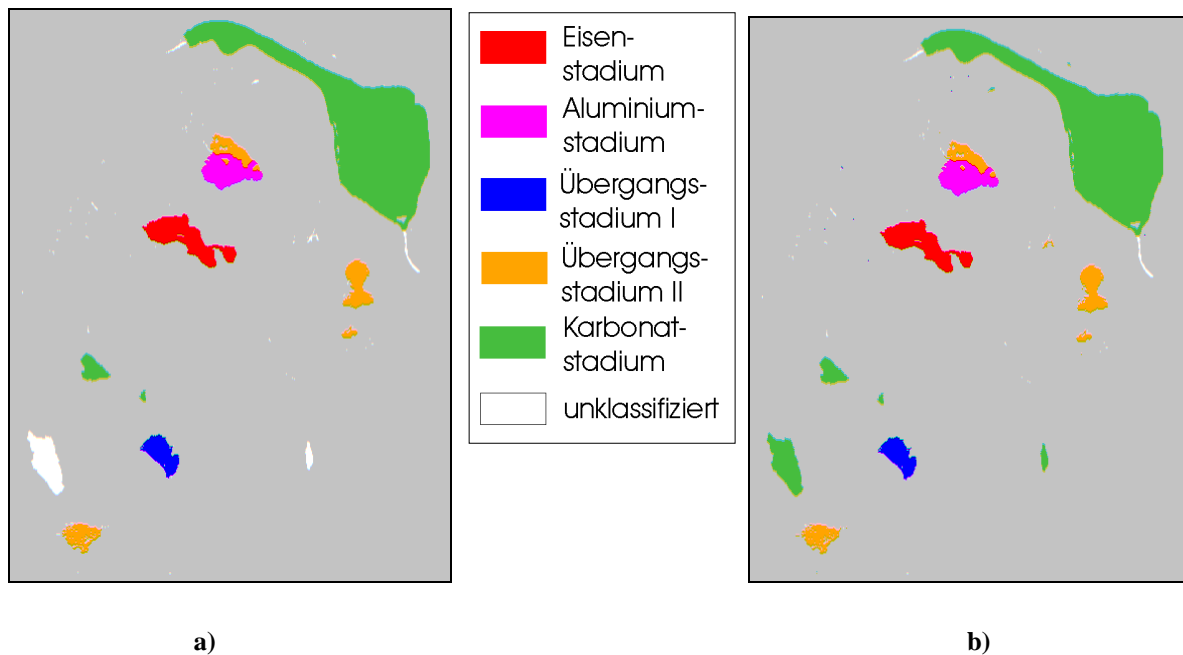 Eisen-
stadium
Aluminium-
stadium
Übergangs-
stadium I
Übergangs-
stadium II
Karbonat-
stadium
unklassifiziert
a)
b)